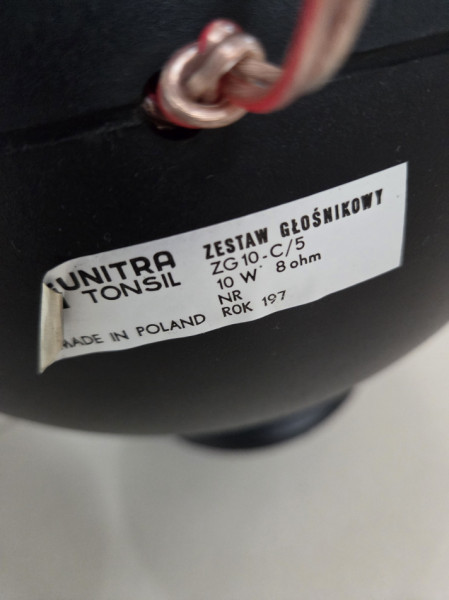 UNITRA
TONSIL
MADE IN POLAND
ZESTAW GŁOŚNIKOWY
ZG10-C/5
10 W 8 ohm
NR
ROK 197